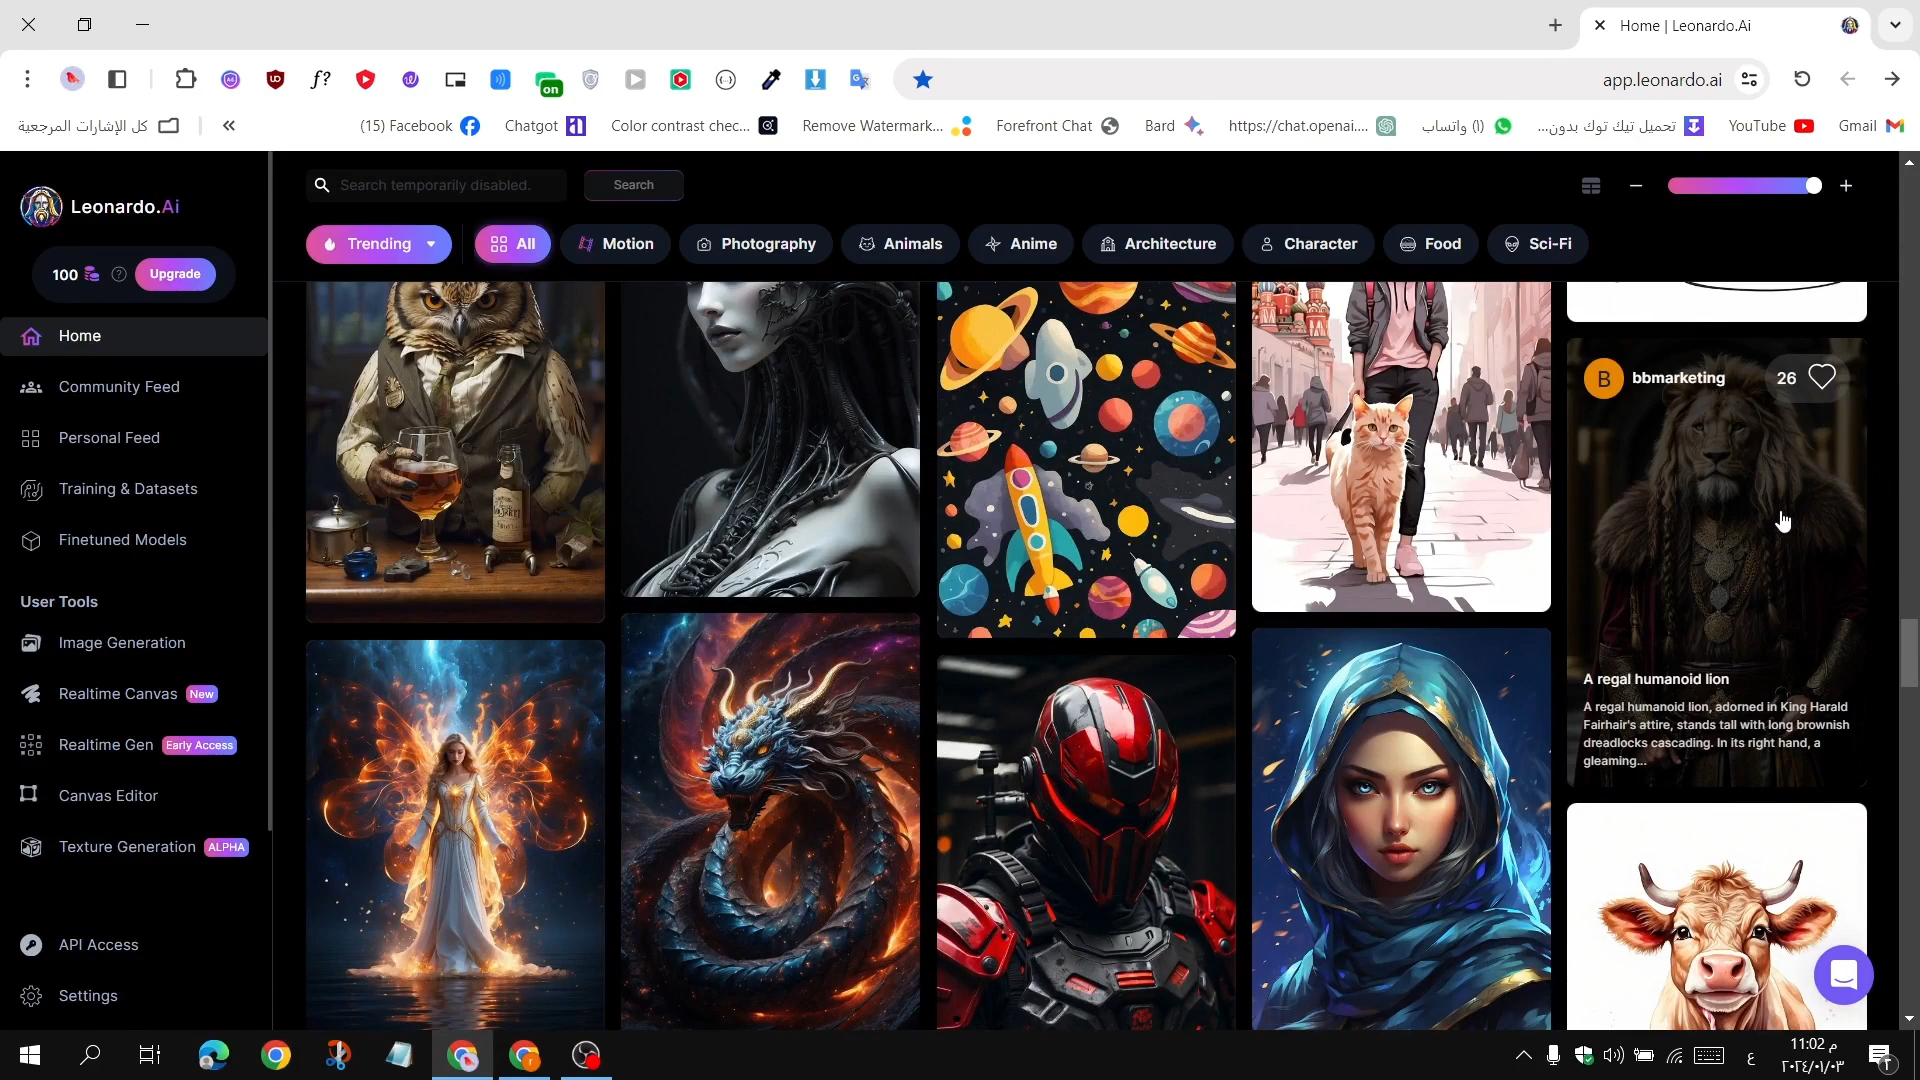 Home | Leonardo.Ai
f?
on
app.leonardo.ai
كل الإشارات المرجعية
(15) Facebook
Chatgot
Color contrast chec...
Remove Watermark...
Forefront Chat
Bard
https://chat.openai....
(١) واتساب
تحميل تيك توك بدون...
YouTube
Gmail
Leonardo.Ai
Search temporarily disabled.
Search
100
Upgrade
Trending
All
Motion
Photography
Animals
Anime
Architecture
Character
Food
Sci-Fi
Home
Community Feed
Personal Feed
Training & Datasets
Finetuned Models
User Tools
Image Generation
Realtime Canvas New
Realtime Gen Early Access
Canvas Editor
Texture Generation ALPHA
API Access
Settings
B
bbmarketing
26
A regal humanoid lion
A regal humanoid lion, adorned in King Harald
Fairhair's attire, stands tall with long brownish
dreadlocks cascading. In its right hand, a
gleaming...
ع
11:02 م
٢٠٢٤/٠١/٠٣